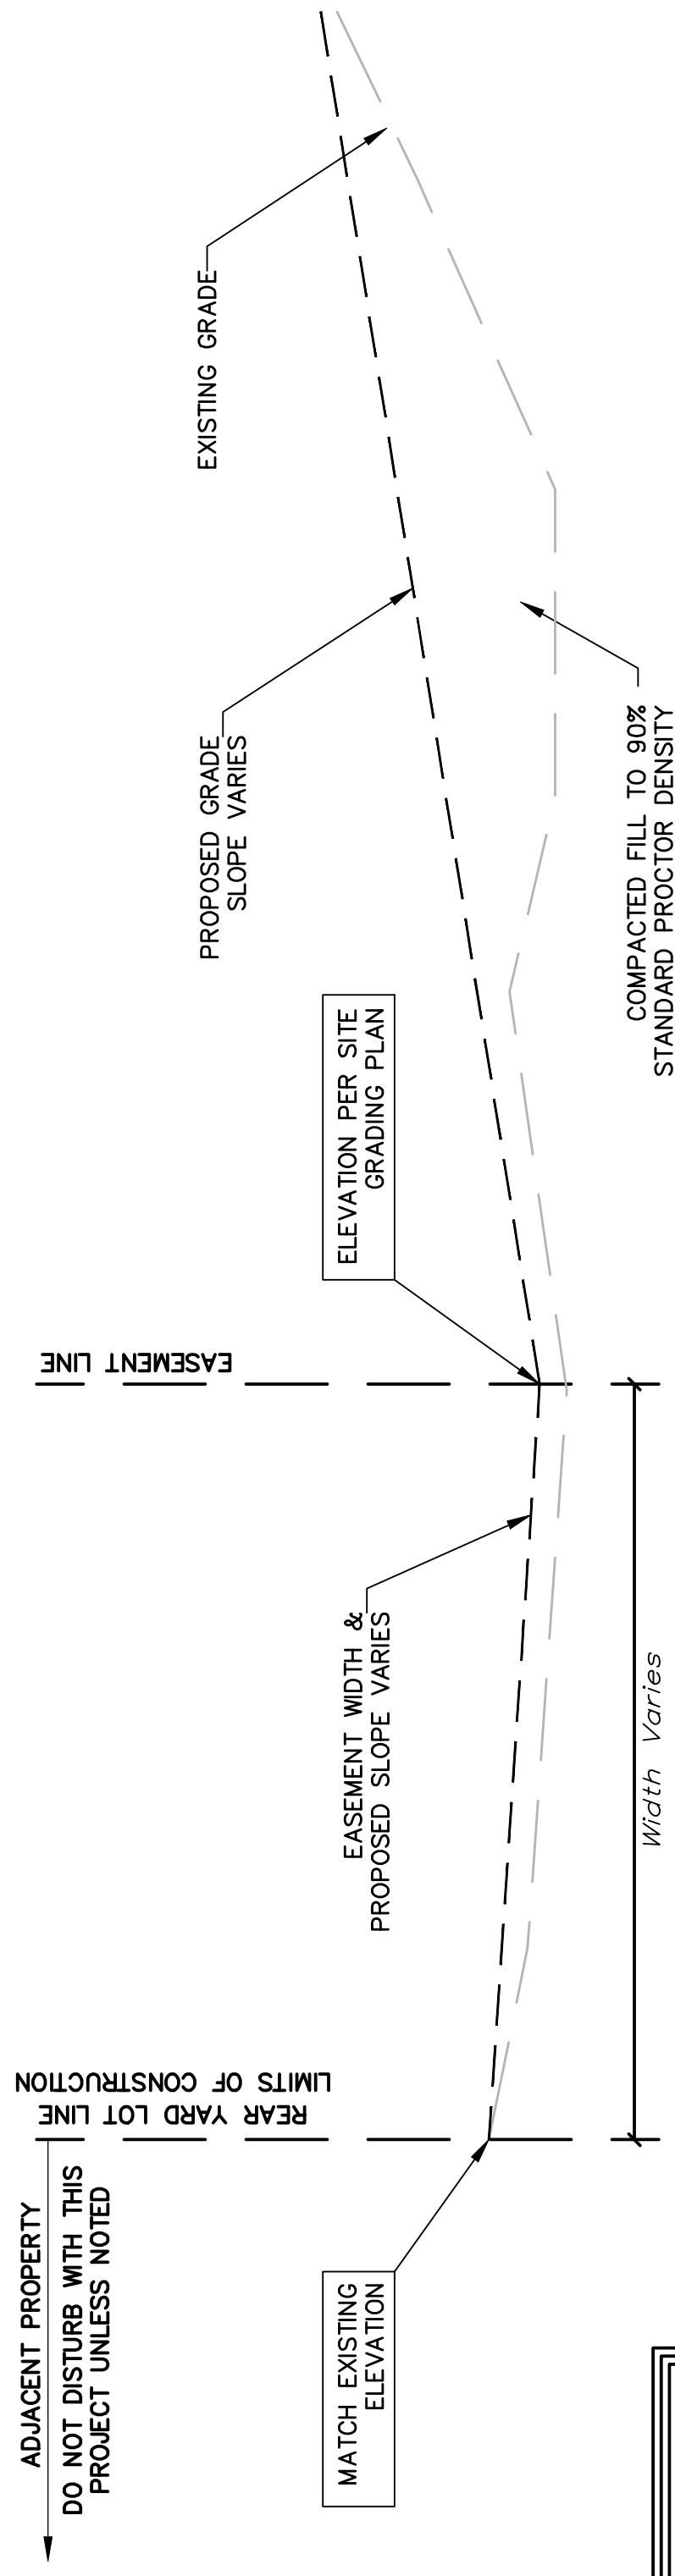 ADJACENT PROPERTY
DO NOT DISTURB WITH THIS
PROJECT UNLESS NOTED
REAR YARD LOT LINE
LIMITS OF CONSTRUCTION
EASEMENT LINE
MATCH EXISTING
ELEVATION
EASEMENT WIDTH &
PROPOSED SLOPE VARIES
ELEVATION PER SITE
GRADING PLAN
PROPOSED GRADE
SLOPE VARIES
EXISTING GRADE
Width Varies
COMPACTED FILL TO 90%
STANDARD PROCTOR DENSITY